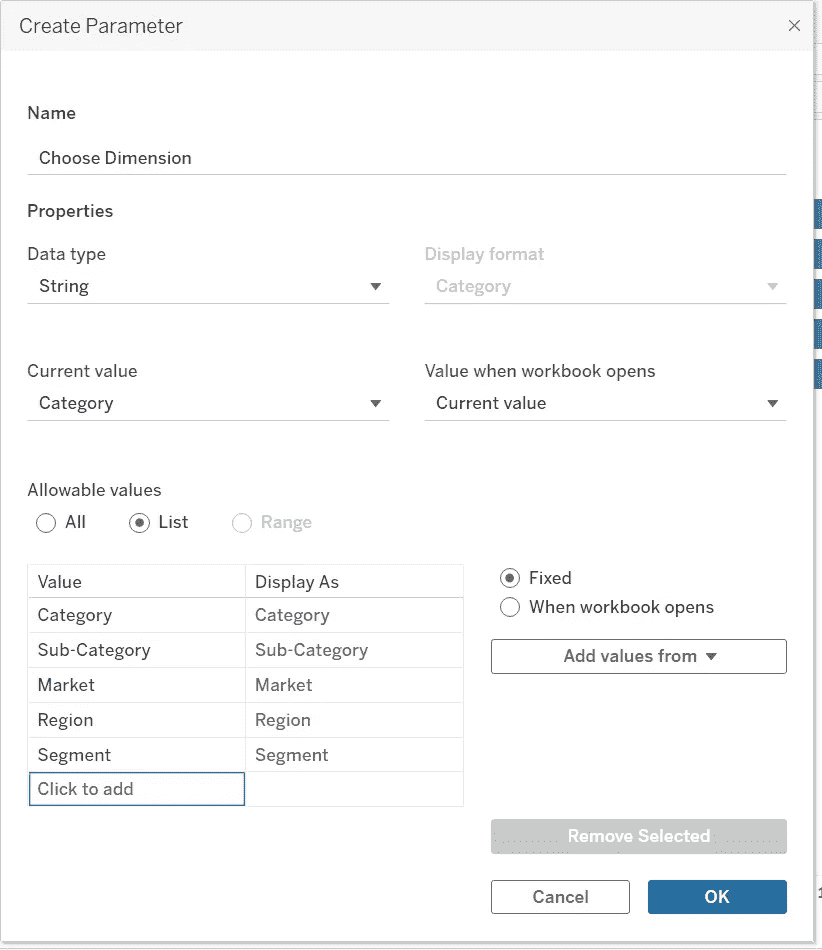 Create Parameter
Name
Choose Dimension
Properties
Data type Display format
String Category
Current value Value when workbook opens
Category Current value
Allowable values
All List Range
Value Display As
Fixed
Category Category
When workbook opens
Sub-Category Sub-Category
Add values from
Market Market
Region Region
Segment Segment
Click to add
Remove Selected
Cancel OK